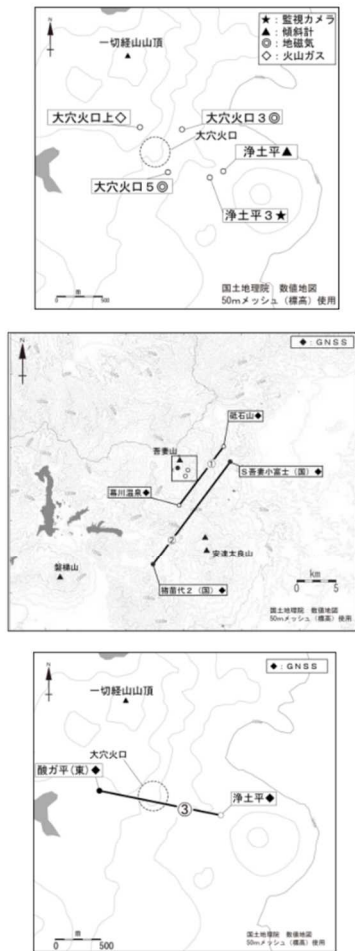 N
★：監視カメラ
▲：傾斜計
◎：地磁気
◇：火山ガス
一切経山山頂
大穴火口上◇
大穴火口３◎
大穴火口
浄土平▲
大穴火口５◎
浄土平３★
0 500
国土地理院 数値地図
50mメッシュ（標高）使用
◆：GNSS
N
砥石山◆
吾妻山
①
S吾妻小富士（国）◆
幕川温泉◆
②
安達太良山
磐梯山
猪苗代２（国）◆
km
0 5
国土地理院 数値地図
50mメッシュ（標高）使用
◆：GNSS
N
一切経山山頂
大穴火口
酸ガ平(東)◆
③
浄土平◆
0 500
国土地理院 数値地図
50mメッシュ（標高）使用